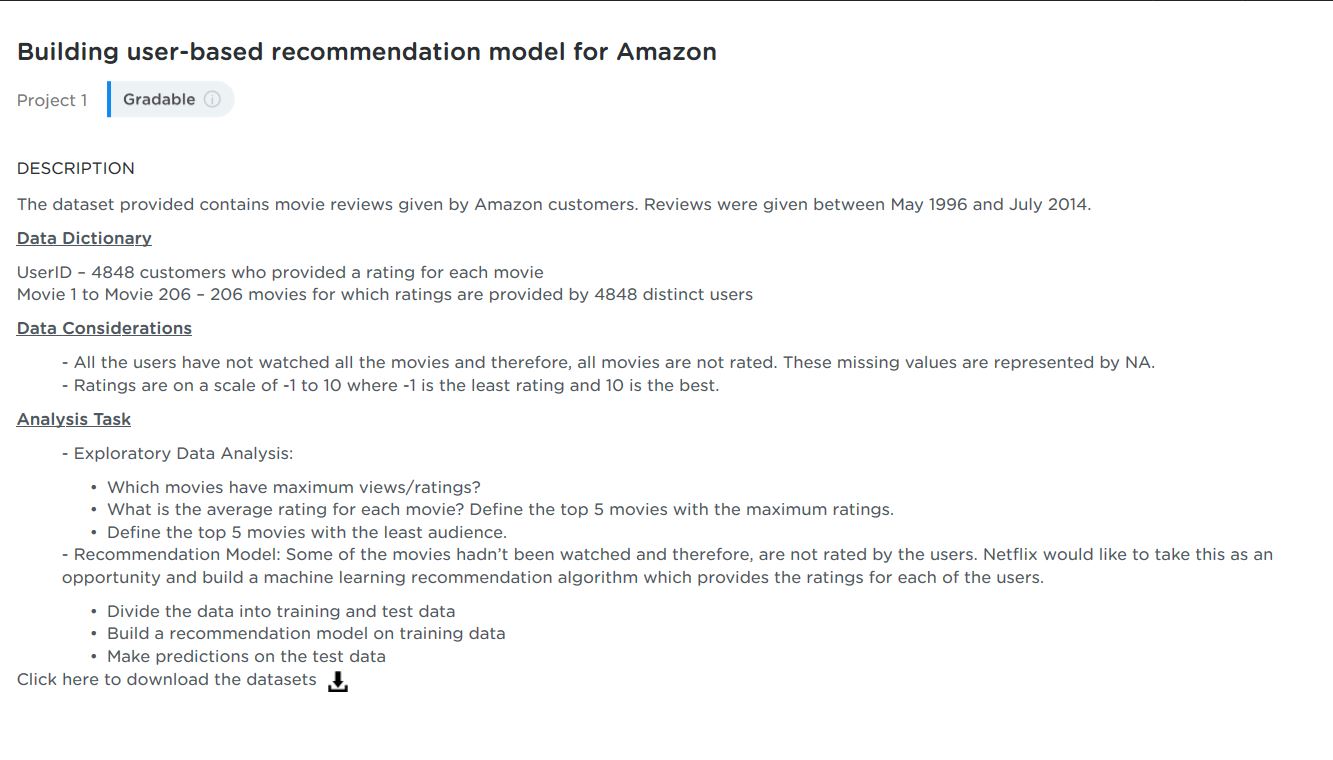 Building user-based recommendation model for Amazon
Project 1 Gradable
DESCRIPTION
The dataset provided contains movie reviews given by Amazon customers. Reviews were given between May 1996 and July 2014.
Data Dictionary
UserID – 4848 customers who provided a rating for each movie
Movie 1 to Movie 206 – 206 movies for which ratings are provided by 4848 distinct users
Data Considerations
- All the users have not watched all the movies and therefore, all movies are not rated. These missing values are represented by NA.
- Ratings are on a scale of -1 to 10 where -1 is the least rating and 10 is the best.
Analysis Task
- Exploratory Data Analysis:
• Which movies have maximum views/ratings?
• What is the average rating for each movie? Define the top 5 movies with the maximum ratings.
• Define the top 5 movies with the least audience.
- Recommendation Model: Some of the movies hadn’t been watched and therefore, are not rated by the users. Netflix would like to take this as an
opportunity and build a machine learning recommendation algorithm which provides the ratings for each of the users.
• Divide the data into training and test data
• Build a recommendation model on training data
• Make predictions on the test data
Click here to download the datasets